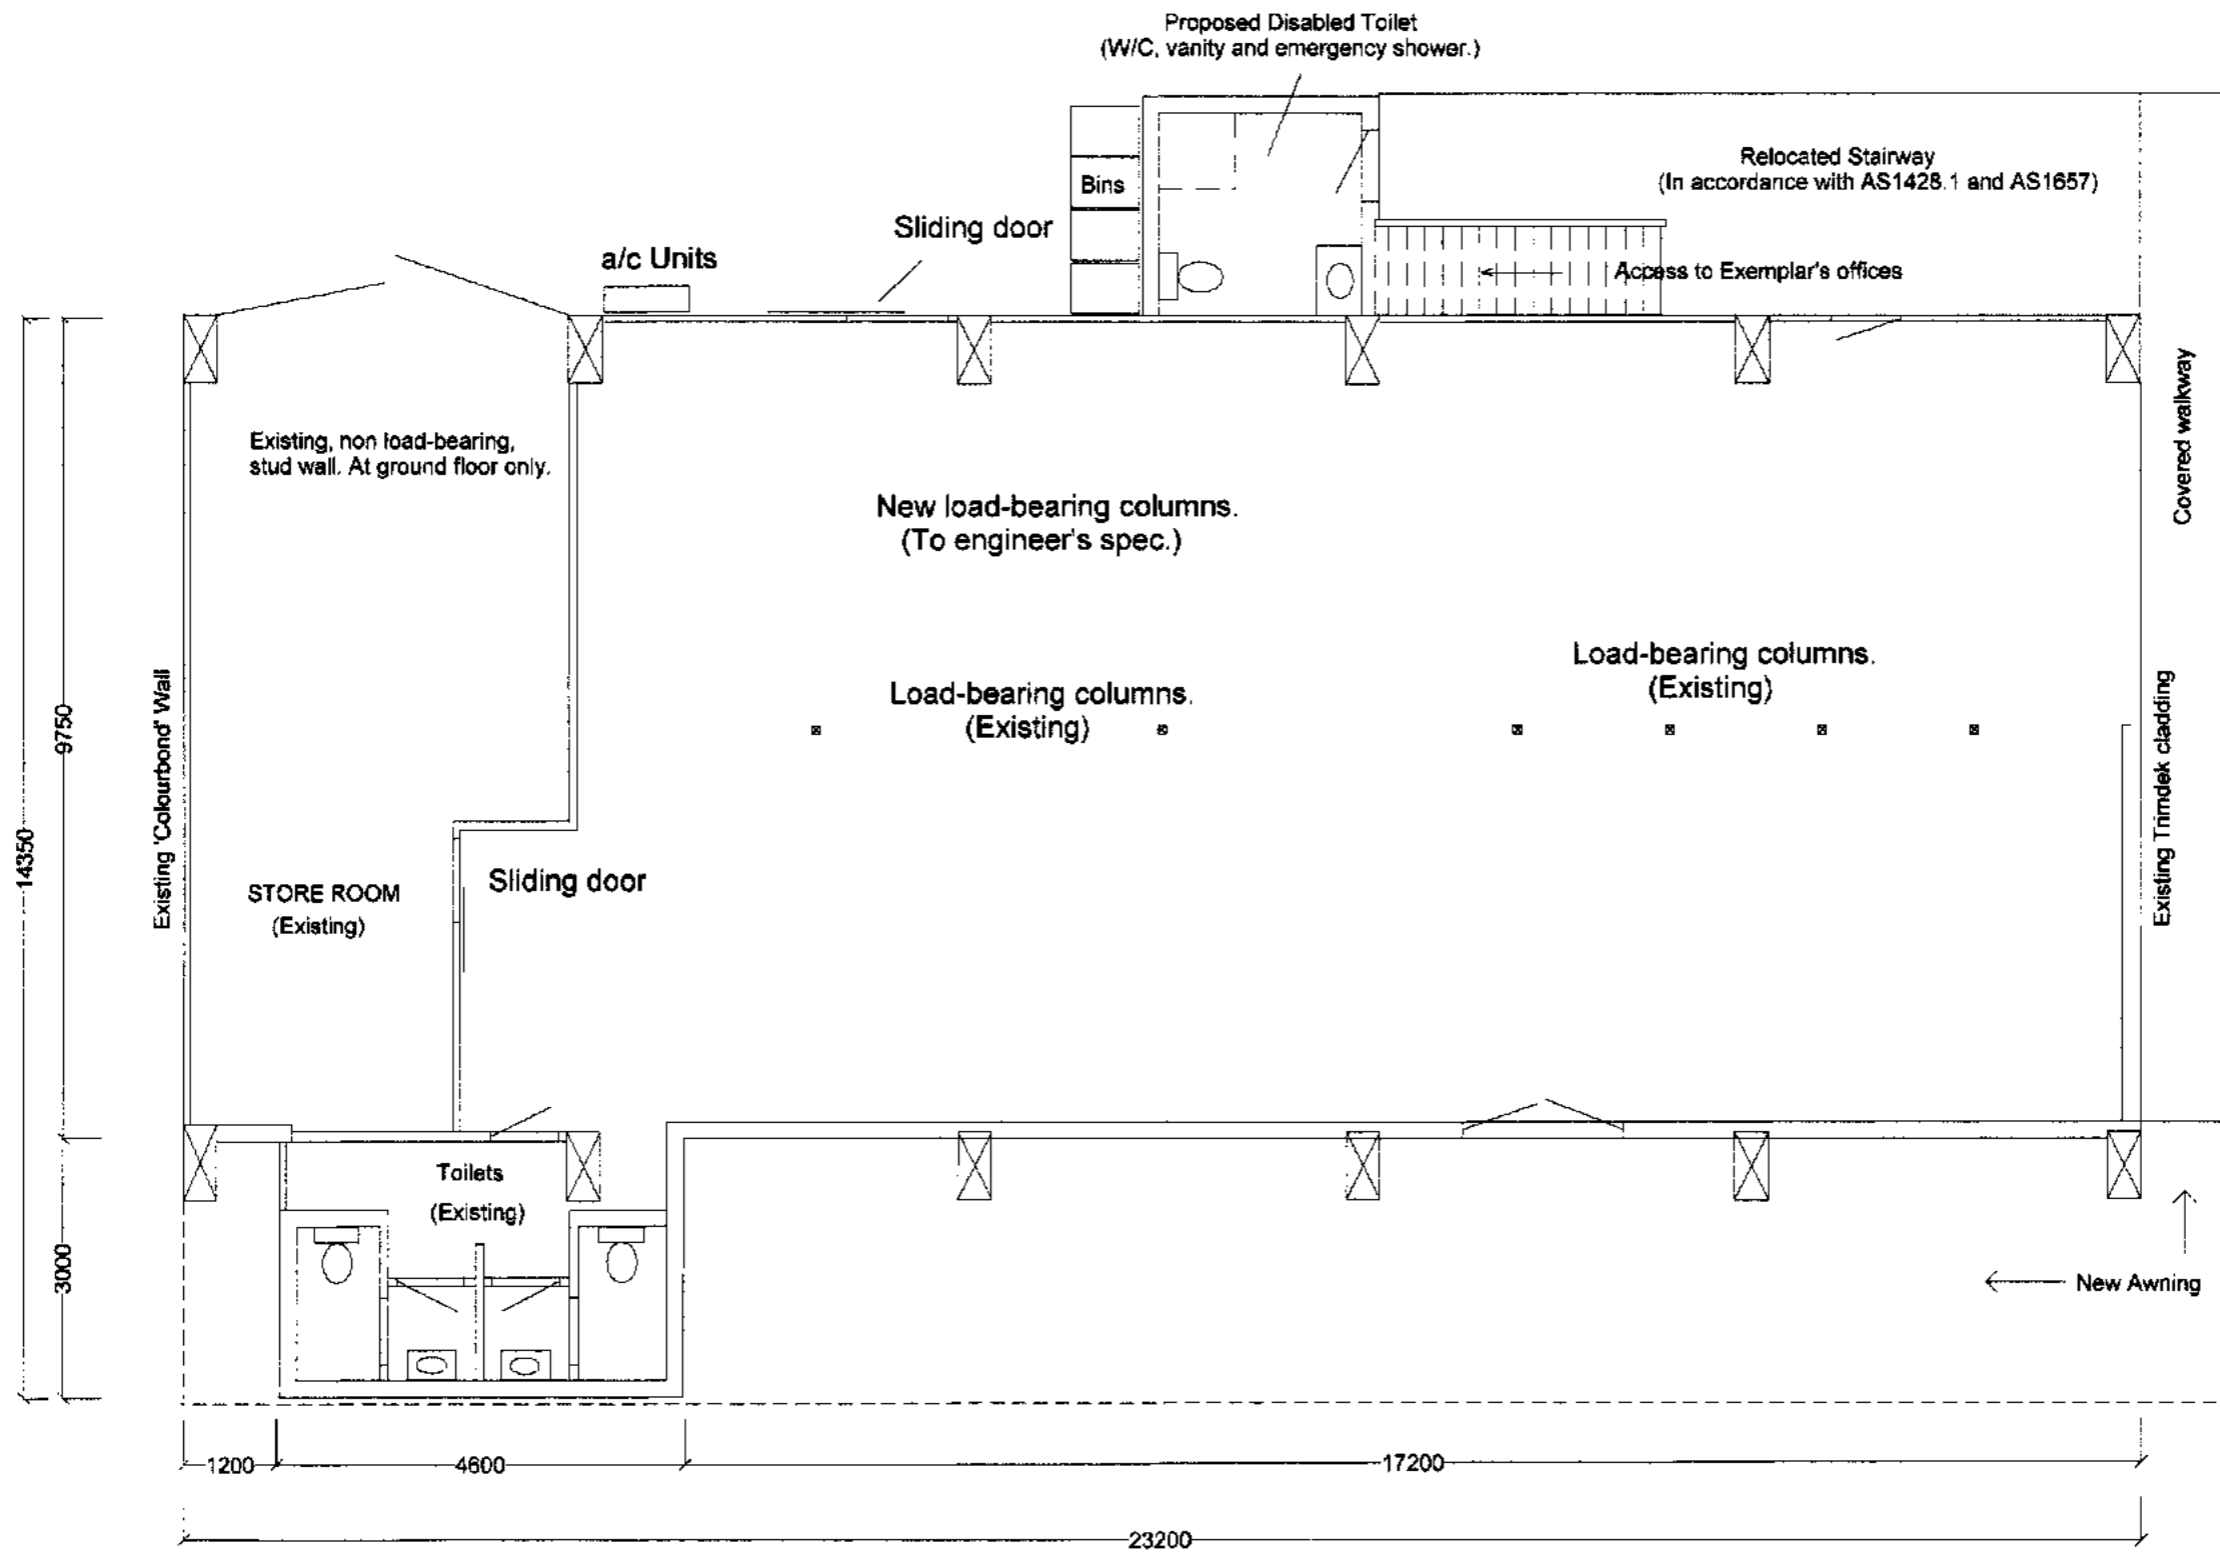 Proposed Disabled Toilet
(W/C, vanity and emergency shower.)
Relocated Stairway
(In accordance with AS1428.1 and AS1657)
Bins
Sliding door
a/c Units
Access to Exemplar's offices
Covered walkway
Existing, non load-bearing,
stud wall. At ground floor only.
New load-bearing columns.
(To engineer's spec.)
Load-bearing columns.
(Existing)
Load-bearing columns.
(Existing)
9750
14350
Existing 'Colourbond' Wall
Existing Trimdek cladding
Sliding door
STORE ROOM
(Existing)
Toilets
(Existing)
3000
New Awning
1200
4600
17200
23200